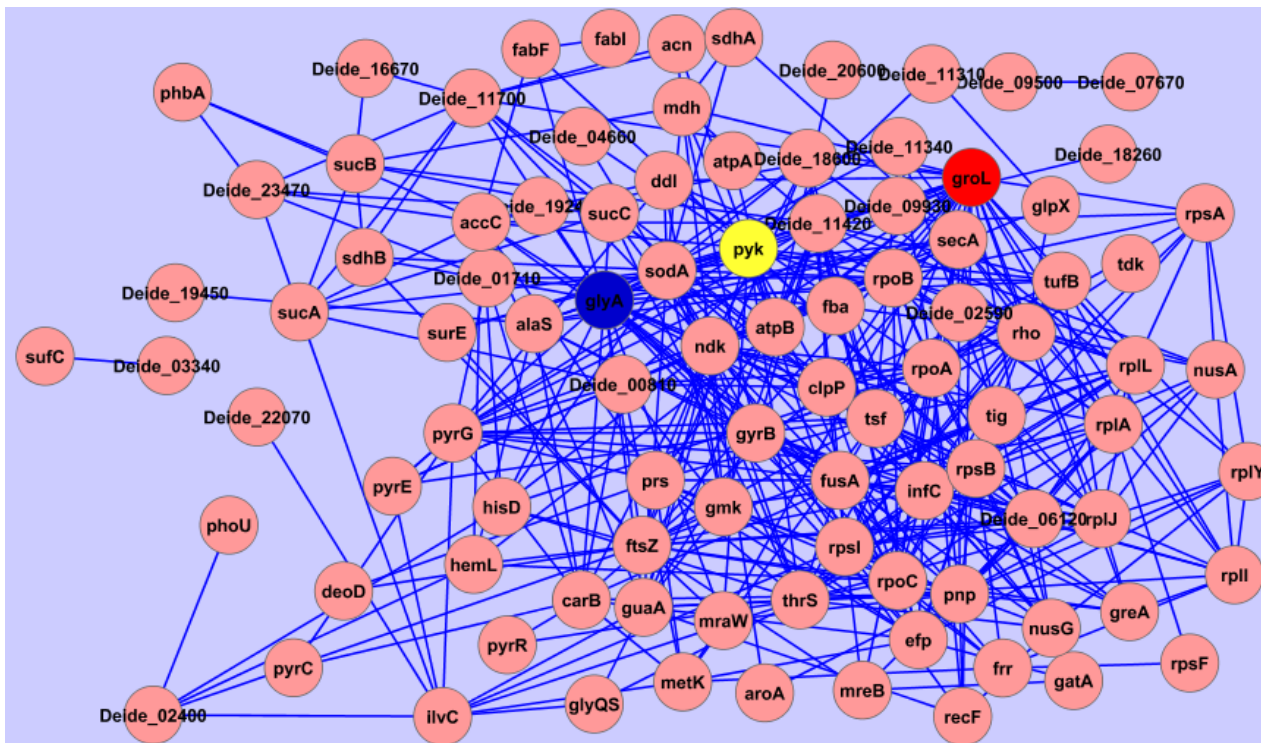 fabF
fabI
acn
sdhA
Deide_16670
Deide_20600
Deide_11310
Deide_09500
Deide_07670
phbA
Deide_11700
mdh
Deide_04660
Deide_11340
sucB
atpA
Deide_18600
Deide_18260
ddl
groL
Deide_23470
accC
sucC
Deide_09930
glpX
rpsA
Deide_11420
pyk
secA
sdhB
sodA
tdk
Deide_01710
rpoB
tufB
Deide_19450
glyA
sucA
fba
surE
alaS
atpB
Deide_02590
rho
ndk
sufC
Deide_03340
rpoA
rplL
nusA
Deide_00810
clpP
Deide_22070
pyrG
gyrB
tsf
tig
rplA
pyrE
prs
fusA
infC
rpsB
rplY
phoU
hisD
gmk
Deide_06120
rplJ
ftsZ
rpsI
deoD
hemL
rpoC
pnp
rplI
carB
guaA
mraW
thrS
efp
nusG
greA
pyrC
pyrR
frr
rpsF
metK
aroA
mreB
gatA
Deide_02400
ilvC
glyQS
recF